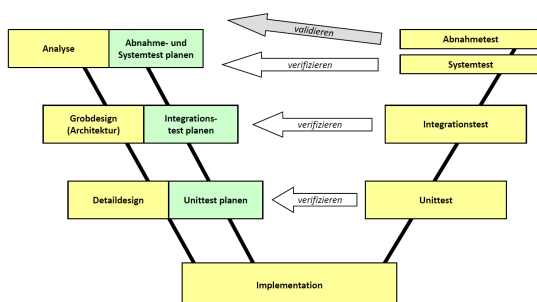 validieren
Abnahmetest
Analyse
Abnahme- und
Systemtest planen
verifizieren
Systemtest
Grobdesign
(Architektur)
Integrations-
test planen
verifizieren
Integrationstest
Detaildesign
Unittest planen
verifizieren
Unittest
Implementation